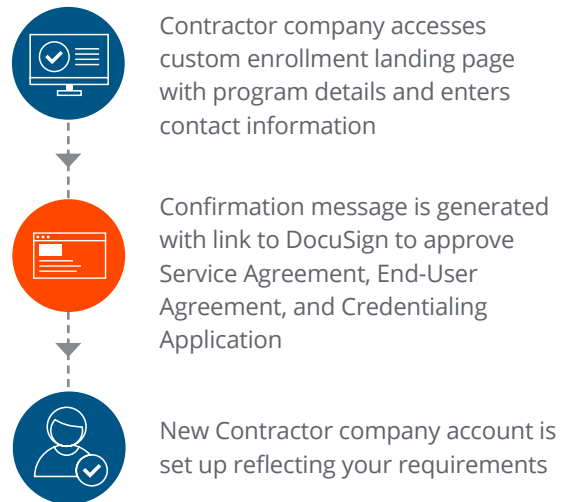 Contractor company accesses
custom enrollment landing page
with program details and enters
contact information
Confirmation message is generated
with link to DocuSign to approve
Service Agreement, End-User
Agreement, and Credentialing
Application
New Contractor company account is
set up reflecting your requirements